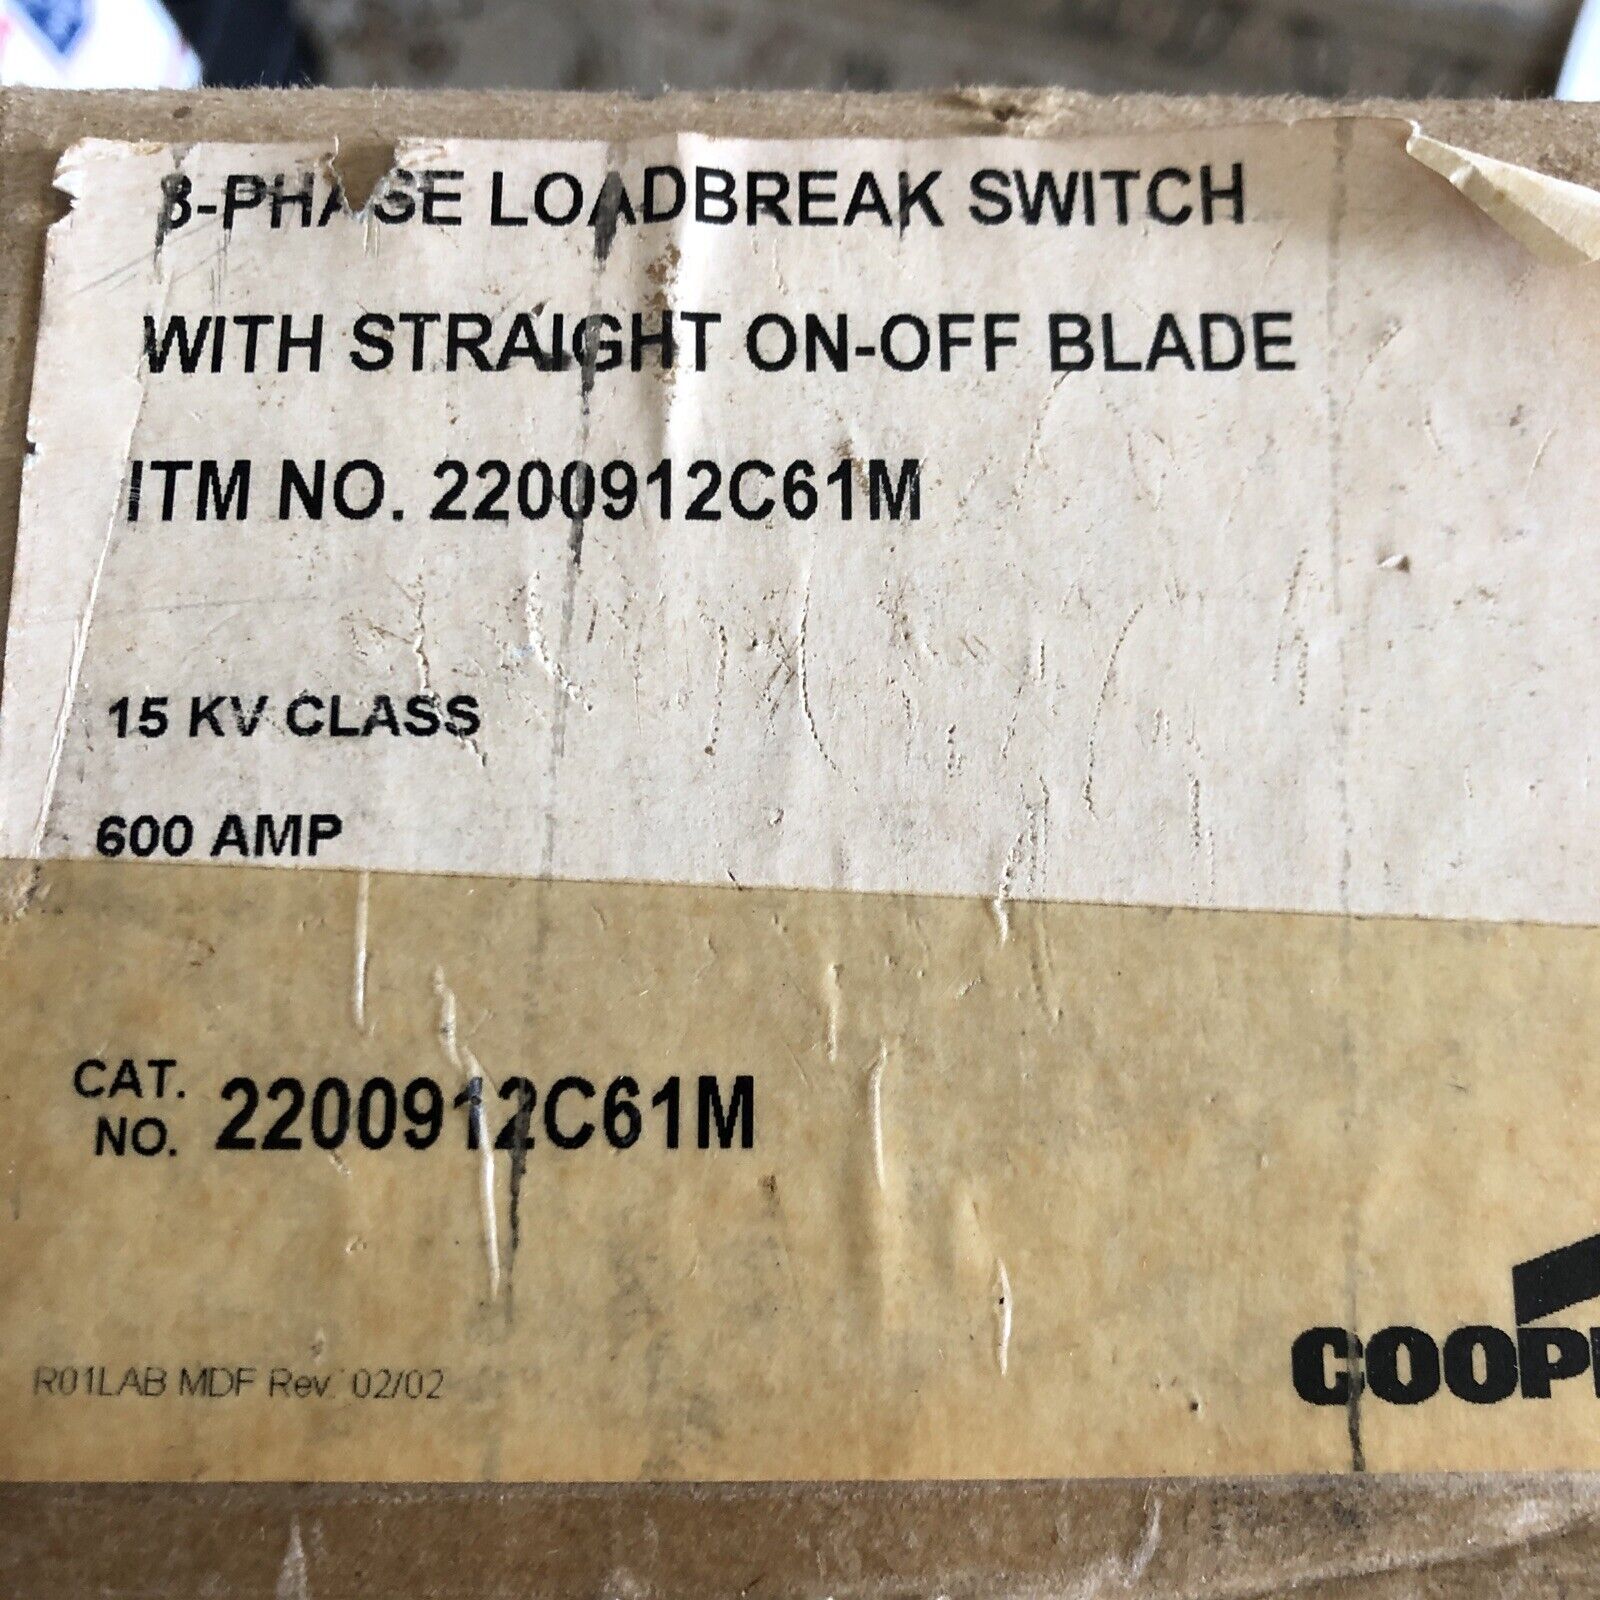 3-PHASE LOADBREAK SWITCH
WITH STRAIGHT ON-OFF BLADE
ITM NO. 2200912C61M
15 KV CLASS
600 AMP
CAT. NO. 2200912C61M
R01LAB MDF Rev. 02/02
COOP